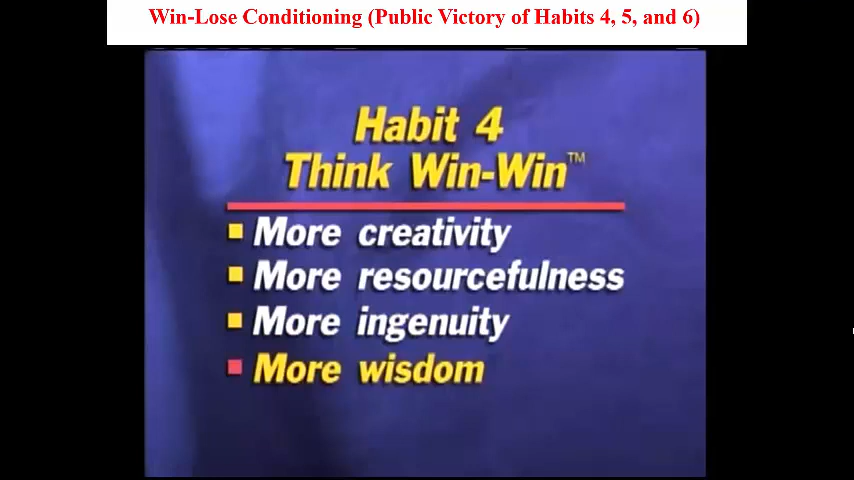 Win-Lose Conditioning (Public Victory of Habits 4, 5, and 6)
Habit 4
Think Win-Win™
More creativity
More resourcefulness
More ingenuity
More wisdom